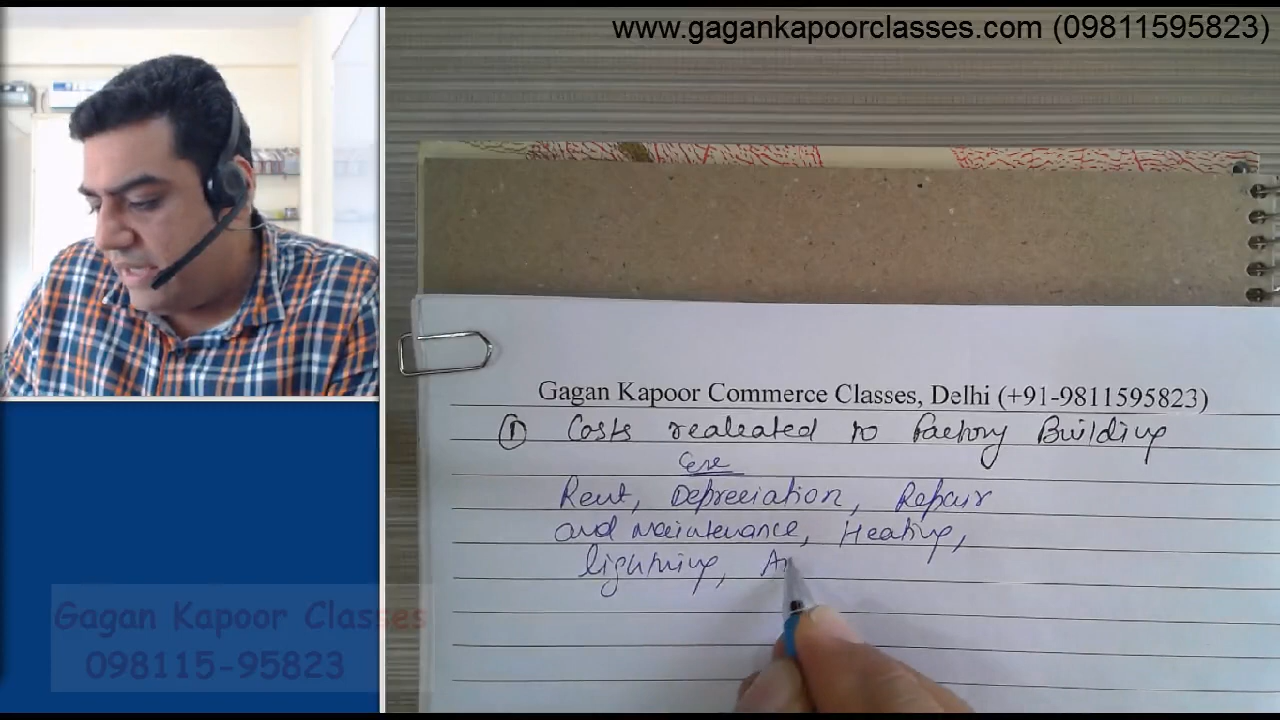 www.gagankapoorclasses.com (09811595823)
Gagan Kapoor Commerce Classes, Delhi (+91-9811595823)
① Costs realeated to Factory Building
Rent, Depreciation, Repair
and Maintenance, Heating,
lightning, A
Gagan Kapoor Classes
098115-95823